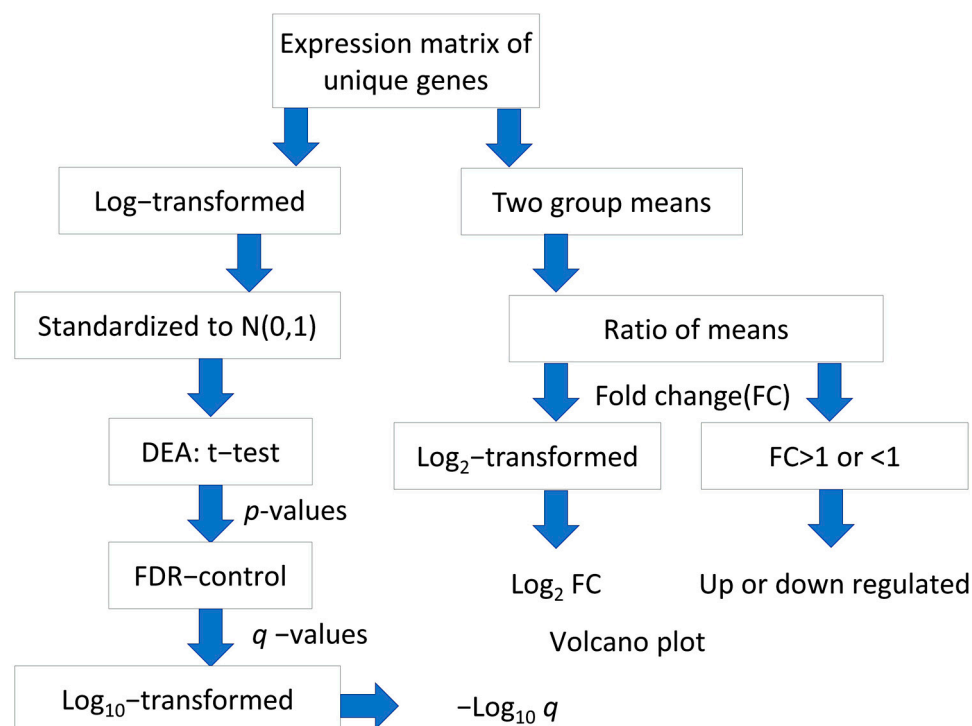 Expression matrix of
unique genes
Log−transformed
Two group means
Standardized to N(0,1)
Ratio of means
Fold change(FC)
DEA: t−test
Log₂−transformed
FC>1 or <1
p-values
FDR−control
Log₂ FC
Up or down regulated
q −values
Volcano plot
Log₁₀−transformed
−Log₁₀ q